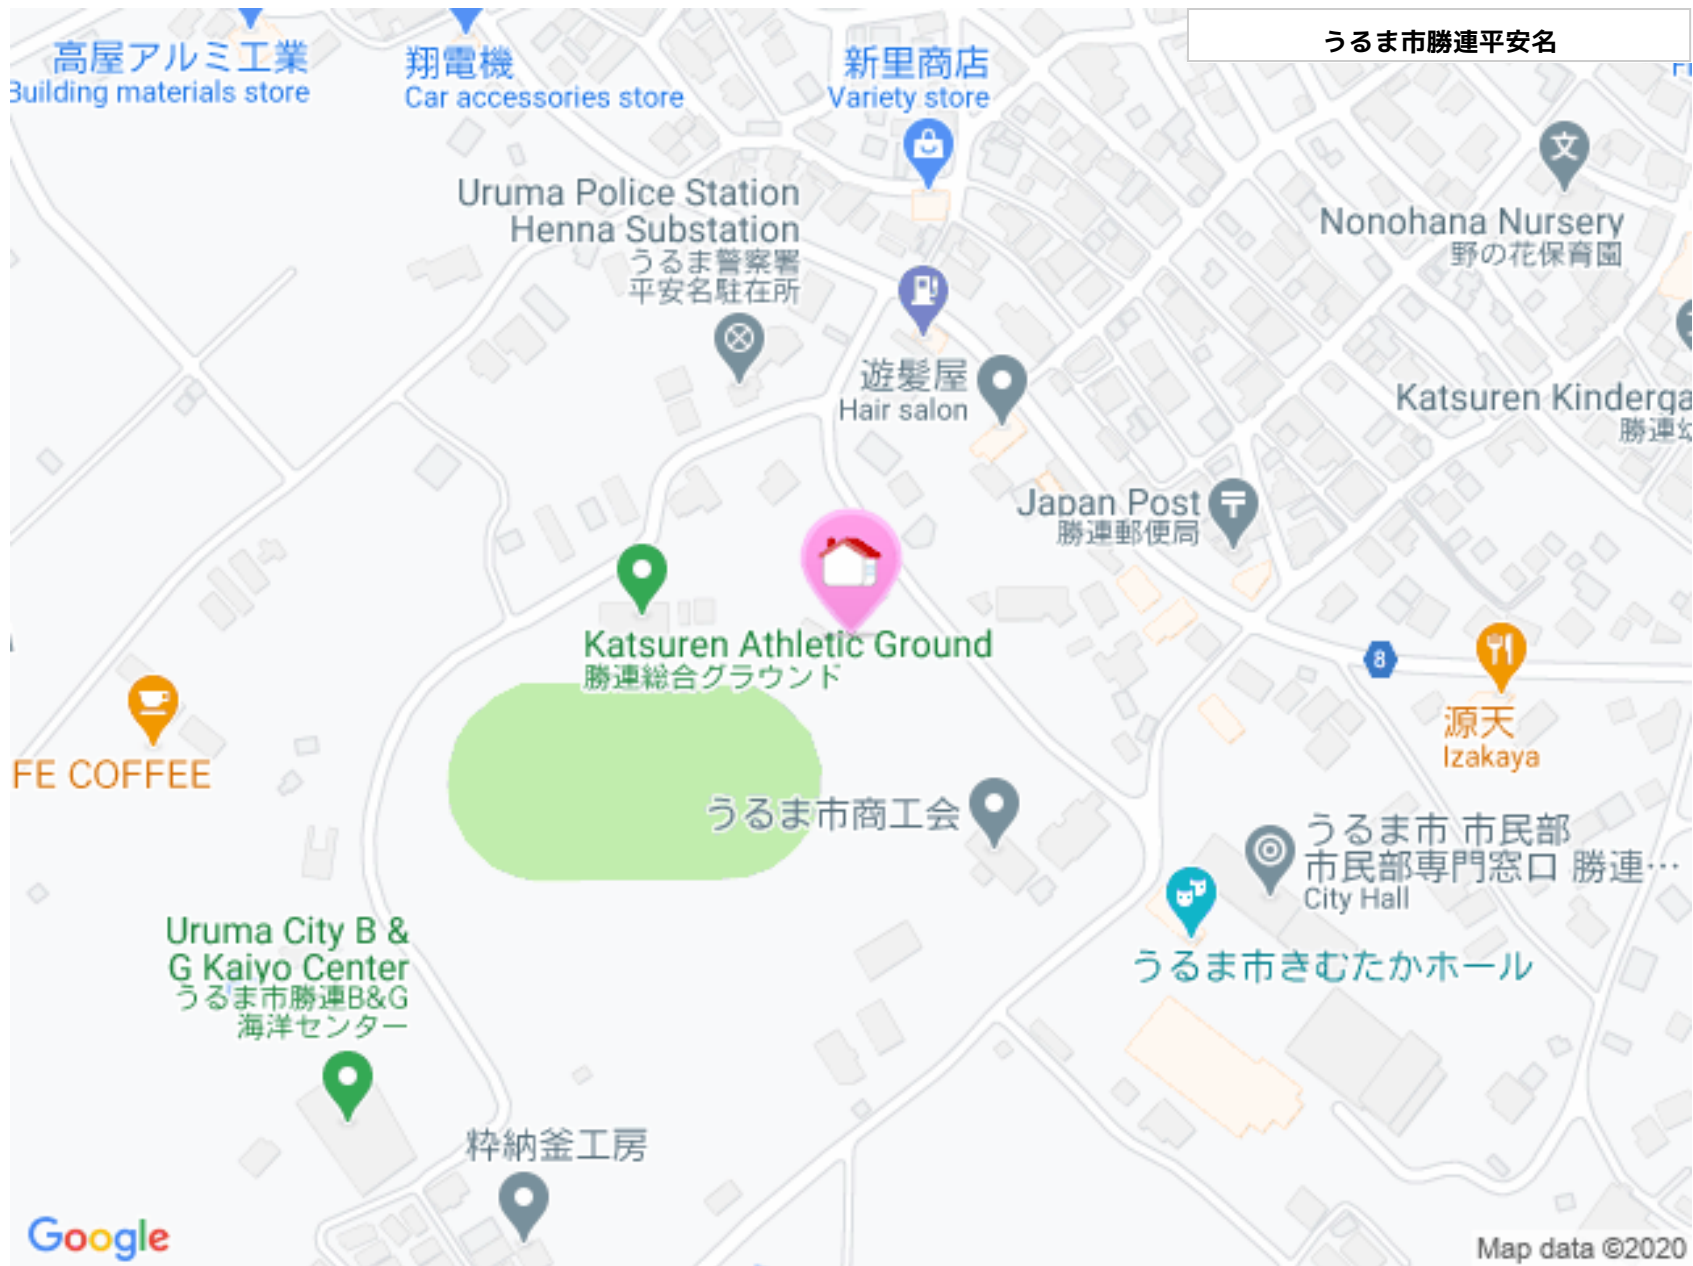 うるま市勝連平安名
高屋アルミ工業
Building materials store
翔電機
Car accessories store
新里商店
Variety store
文
Uruma Police Station
Henna Substation
うるま警察署
平安名駐在所
Nonohana Nursery
野の花保育園
遊髪屋
Hair salon
Katsuren Kinderga
勝連幼
Japan Post
勝連郵便局
〒
Katsuren Athletic Ground
勝連総合グラウンド
8
FE COFFEE
源天
Izakaya
うるま市商工会
うるま市 市民部
市民部専門窓口 勝連…
City Hall
うるま市きむたかホール
Uruma City B &
G Kaiyo Center
うるま市勝連B&G
海洋センター
粋納釜工房
Google
Map data ©2020